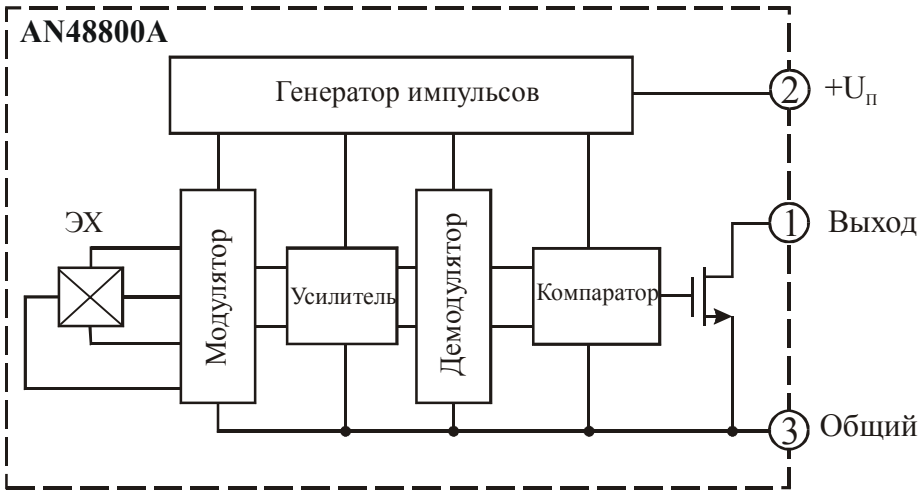 AN48800A
Генератор импульсов
2
+Uп
ЭХ
Модулятор
Усилитель
Демодулятор
Компаратор
1
Выход
3
Общий